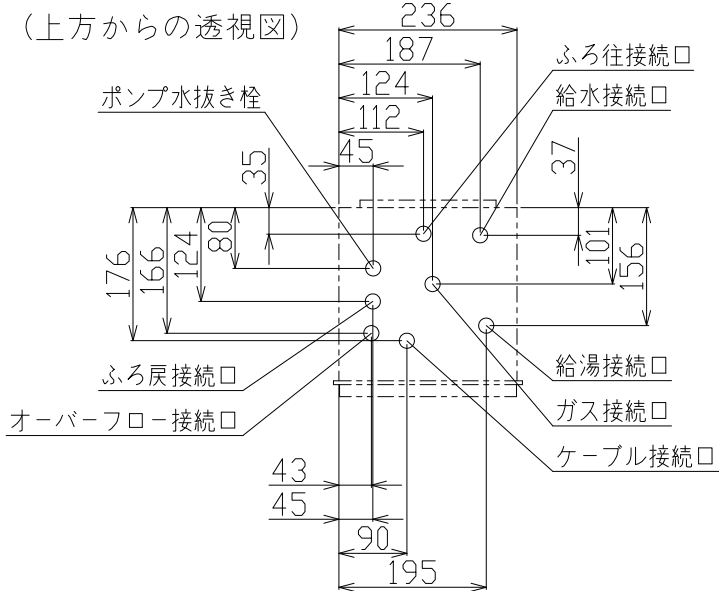 (上方からの透視図)
236
187
ふろ往接続口
124
給水接続口
ポンプ水抜き栓
112
45
35
37
80
124
166
176
101
156
ふろ戻接続口
給湯接続口
オーバーフロー接続口
ガス接続口
ケーブル接続口
43
45
90
195